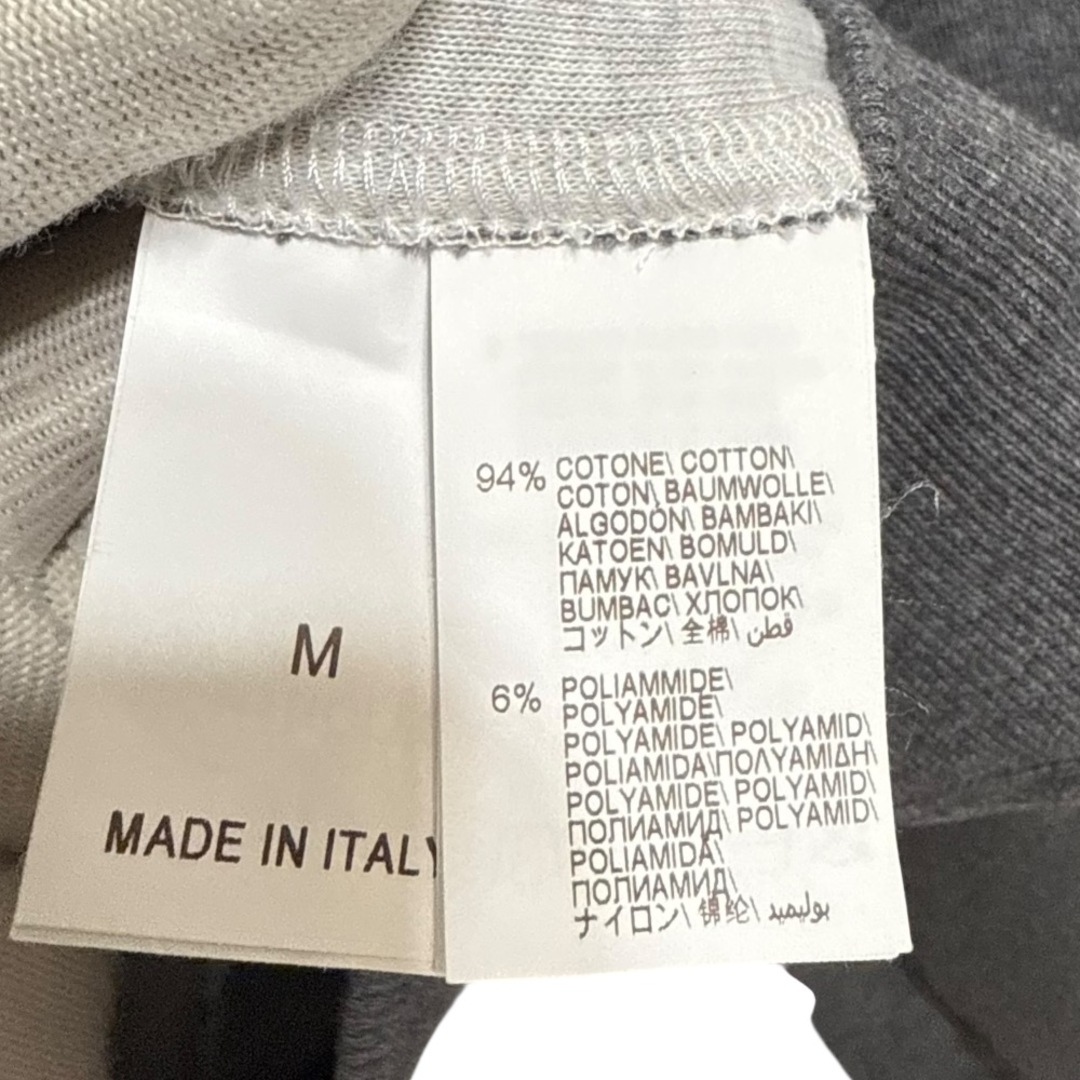 M
MADE IN ITALY
94% COTONE\ COTTON\
COTON\ BAUMWOLLE\
ALGODÓN\ BAMBAKI\
KATOEN\ BOMULD\
ПАМУК\ BAVLNA\
BUMBAC\ ХЛОПОК\
コットン\ 全棉\ قطن
6% POLIAMMIDE\
POLYAMIDE\
POLYAMIDE\ POLYAMID\
POLIAMIDA\ΠΟΛΥΑΜΙΔΗ\
POLYAMIDE\ POLYAMID\
ПОЛИАМИД\ POLYAMID\
POLIAMIDA\
ПОЛИАМИД\
ナイロン\ 锦纶\ بوليميد